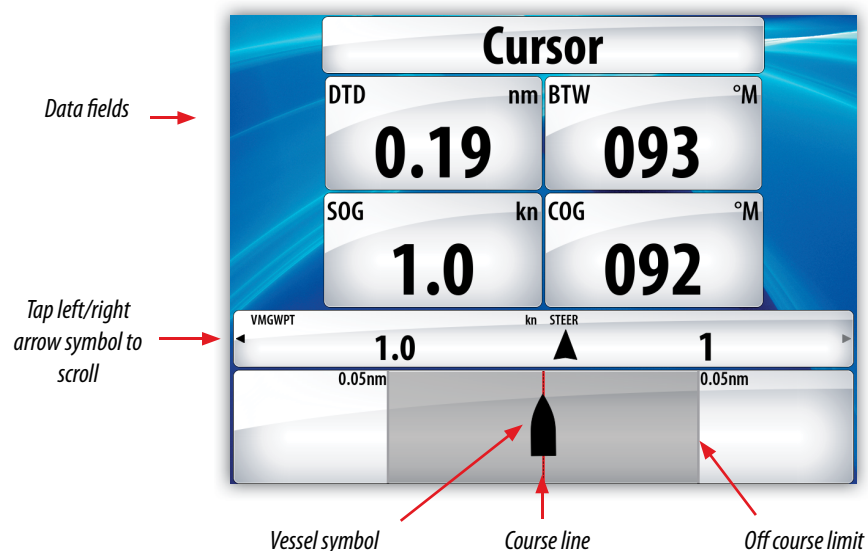 Cursor
Data fields
DTD nm BTW °M
0.19 093
SOG kn COG °M
1.0 092
Tap left/right
arrow symbol to
scroll
VMGWPT kn STEER
1.0 1
0.05nm 0.05nm
Vessel symbol Course line Off course limit